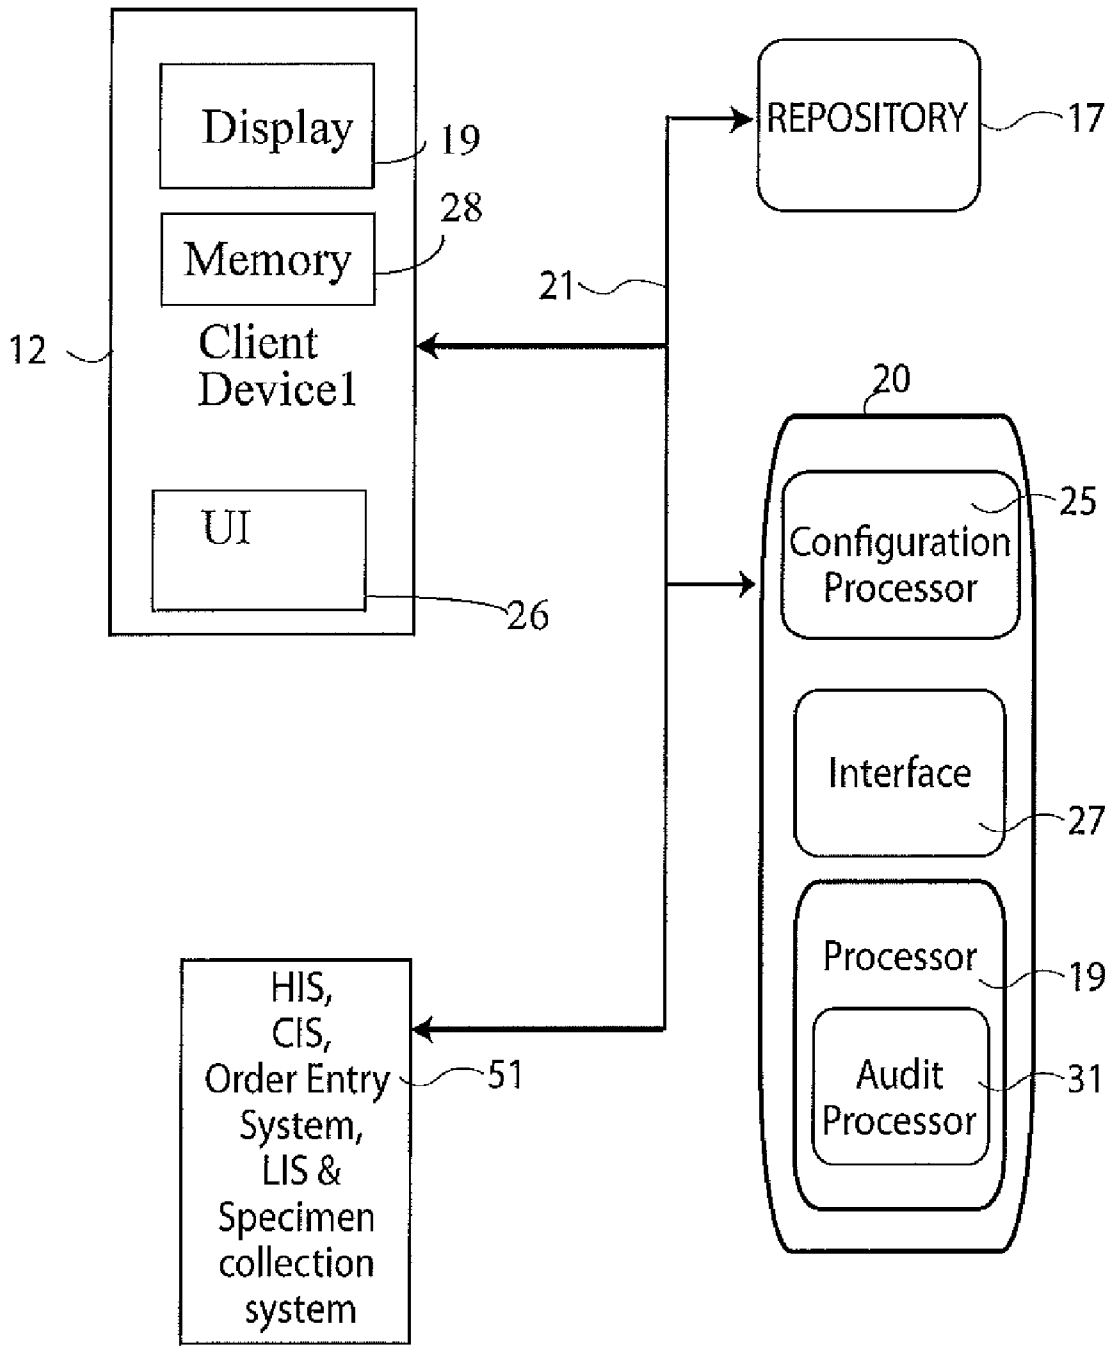 Display
19
Memory
28
Client
Device1
12
UI
26
21
REPOSITORY
17
20
25
Configuration
Processor
Interface
27
Processor
19
Audit
Processor
31
HIS,
CIS,
Order Entry
System,
LIS &
Specimen
collection
system
51